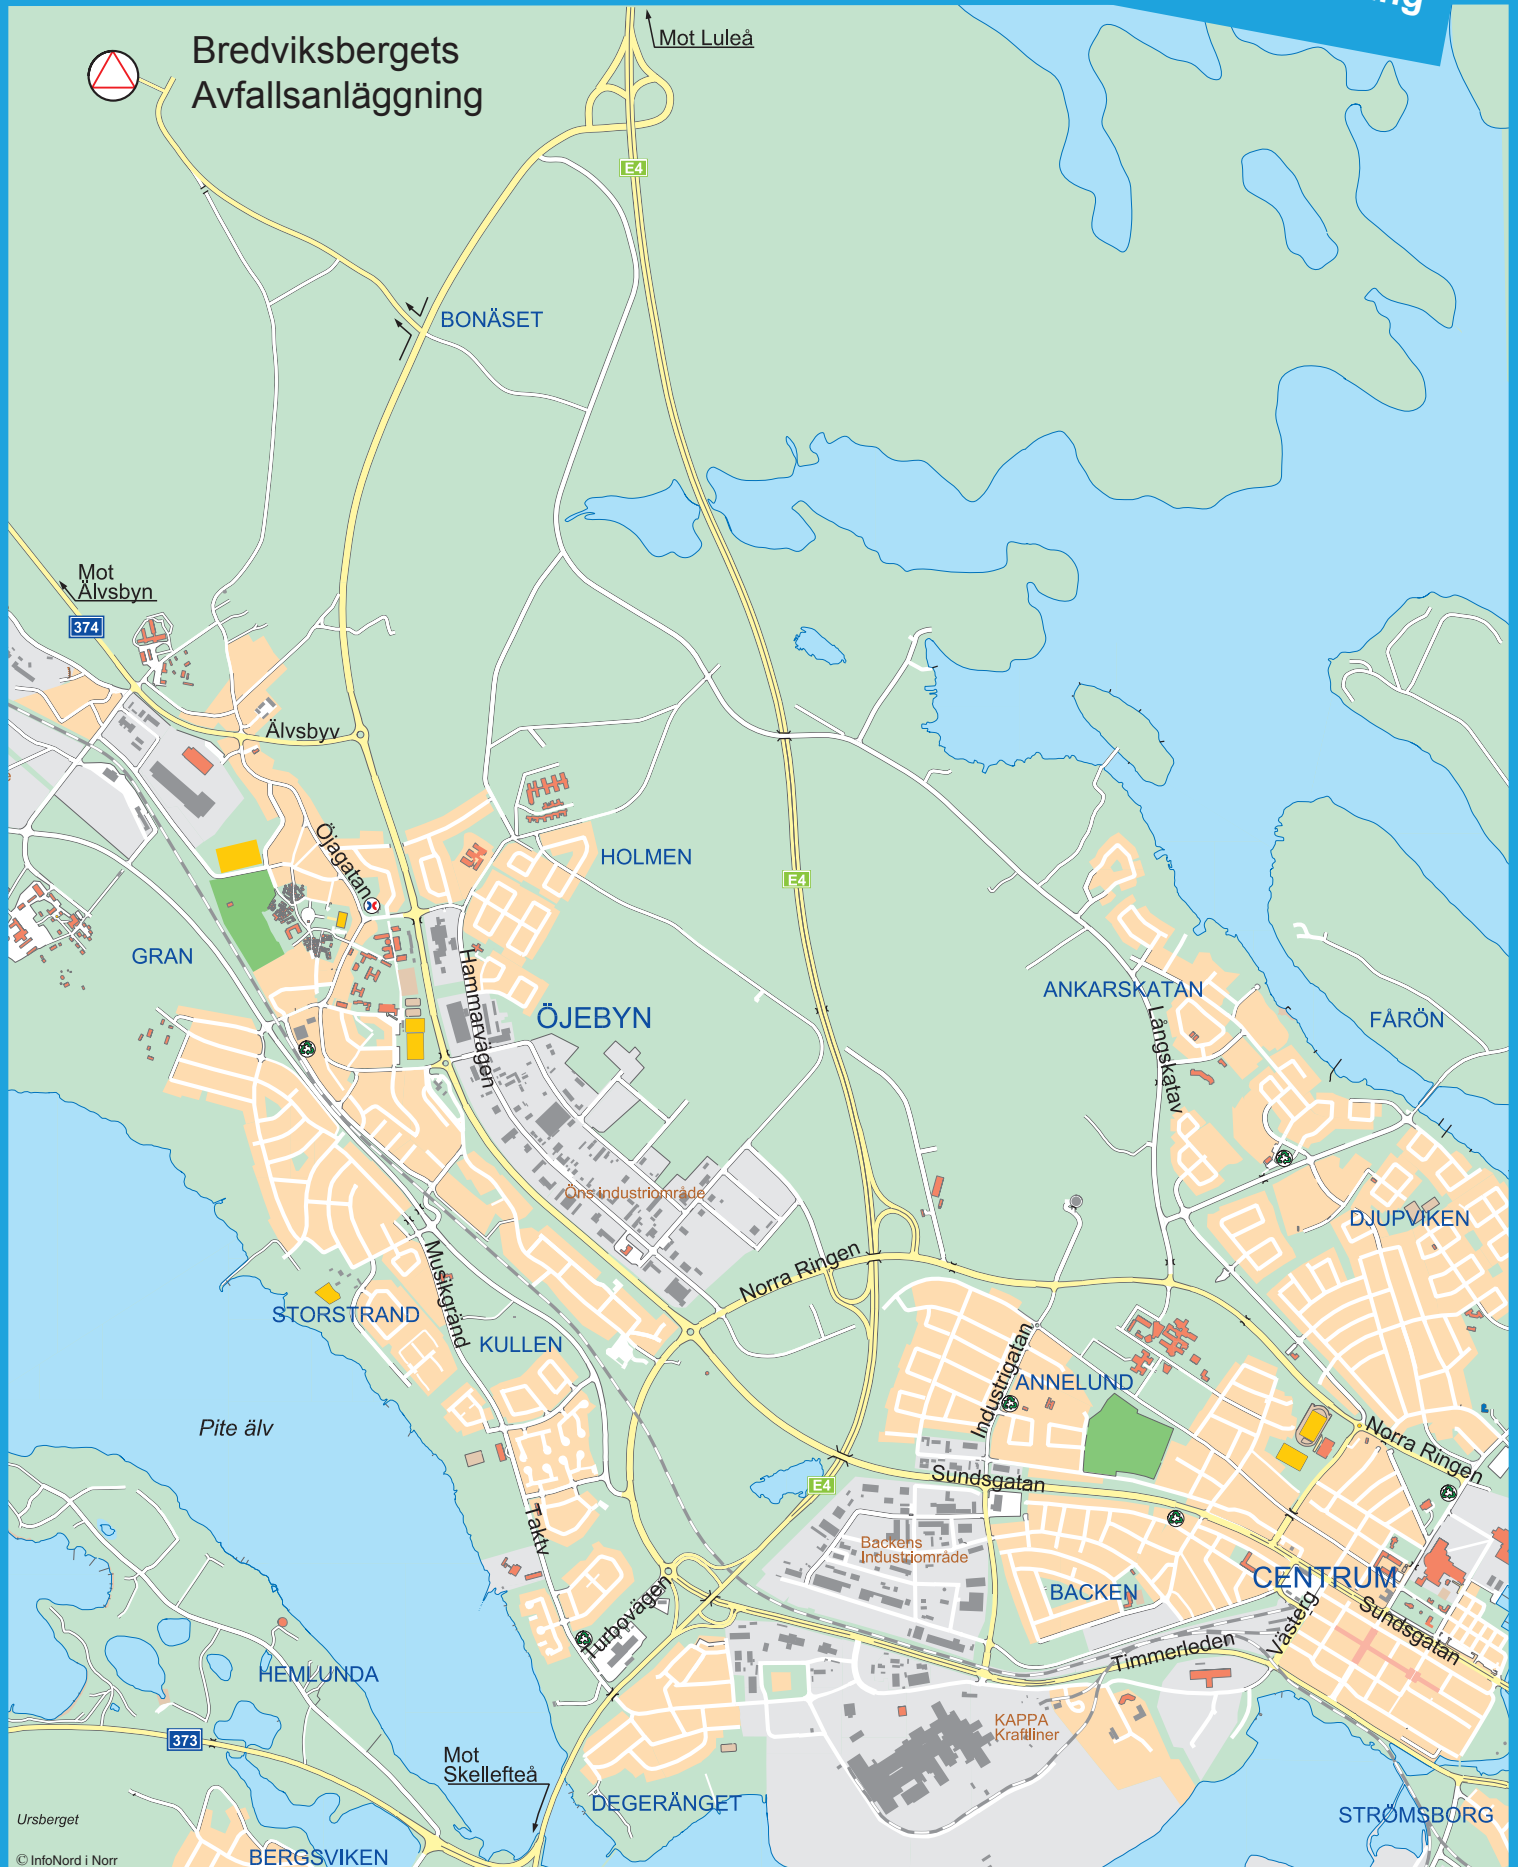 Bredviksbergets
Avfallsanläggning
Mot Luleå
E4
BONÄSET
Mot
Älvsbyn
374
Älvsbyv
Öjagatan
HOLMEN
E4
GRAN
Hammarvägen
ÖJEBYN
ANKARSKATAN
Långskatav
FÅRÖN
Öns industriområde
DJUPVIKEN
Norra Ringen
Musikgränd
STORSTRAND
KULLEN
Industrigatan
ANNELUND
Pite älv
Norra Ringen
Sundsgatan
E4
Taktv
Backens
Industriområde
BACKEN
CENTRUM
Turbovägen
Västerg
Sundsgatan
Timmerleden
HEMLUNDA
KAPPA
Kraftliner
373
Mot
Skellefteå
DEGERÄNGET
STRÖMSBORG
Ursberget
BERGSVIKEN
© InfoNord i Norr